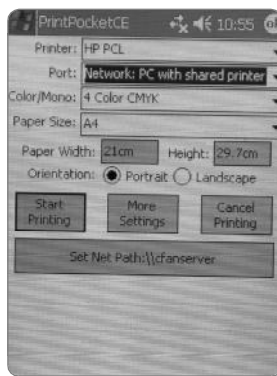 PrintPocketCE 10:55 ok
Printer: HP PCL
Port: Network: PC with shared printer
Color/Mono: 4 Color CMYK
Paper Size: A4
Paper Width: 21cm Height: 29.7cm
Orientation: Portrait Landscape
Start Printing
More Settings
Cancel Printing
Set Net Path:\\cfanserver